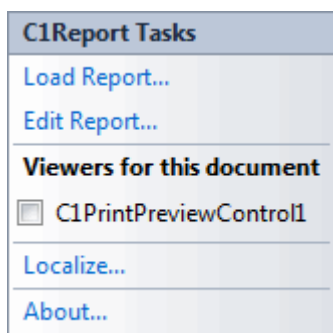 C1Report Tasks
Load Report...
Edit Report...
Viewers for this document
C1PrintPreviewControl1
Localize...
About...